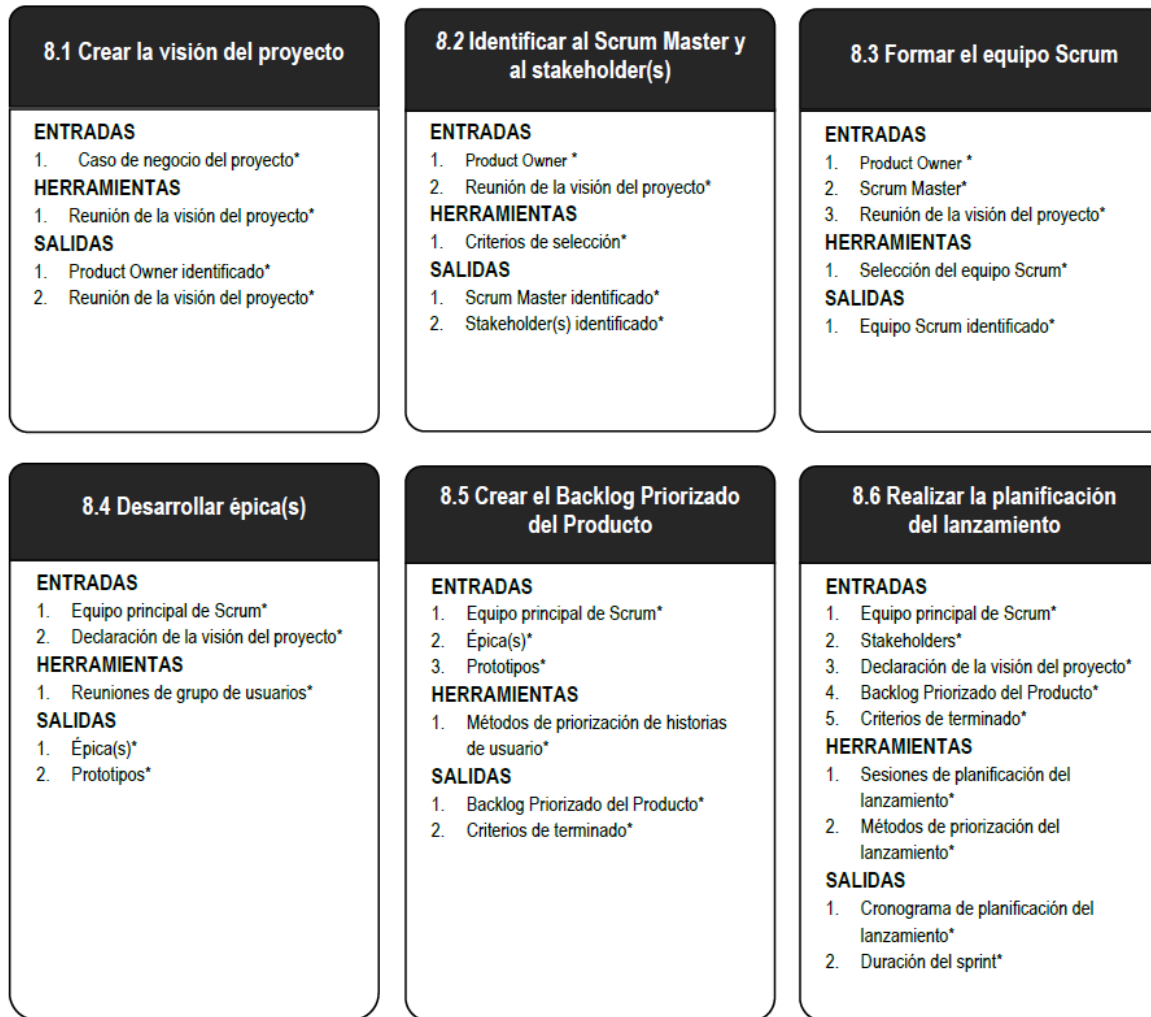 8.1 Crear la visión del proyecto
ENTRADAS
1. Caso de negocio del proyecto*
HERRAMIENTAS
1. Reunión de la visión del proyecto*
SALIDAS
1. Product Owner identificado*
2. Reunión de la visión del proyecto*
8.2 Identificar al Scrum Master y
al stakeholder(s)
ENTRADAS
1. Product Owner *
2. Reunión de la visión del proyecto*
HERRAMIENTAS
1. Criterios de selección*
SALIDAS
1. Scrum Master identificado*
2. Stakeholder(s) identificado*
8.3 Formar el equipo Scrum
ENTRADAS
1. Product Owner *
2. Scrum Master*
3. Reunión de la visión del proyecto*
HERRAMIENTAS
1. Selección del equipo Scrum*
SALIDAS
1. Equipo Scrum identificado*
8.4 Desarrollar épica(s)
ENTRADAS
1. Equipo principal de Scrum*
2. Declaración de la visión del proyecto*
HERRAMIENTAS
1. Reuniones de grupo de usuarios*
SALIDAS
1. Épica(s)*
2. Prototipos*
8.5 Crear el Backlog Priorizado
del Producto
ENTRADAS
1. Equipo principal de Scrum*
2. Épica(s)*
3. Prototipos*
HERRAMIENTAS
1. Métodos de priorización de historias
de usuario*
SALIDAS
1. Backlog Priorizado del Producto*
2. Criterios de terminado*
8.6 Realizar la planificación
del lanzamiento
ENTRADAS
1. Equipo principal de Scrum*
2. Stakeholders*
3. Declaración de la visión del proyecto*
4. Backlog Priorizado del Producto*
5. Criterios de terminado*
HERRAMIENTAS
1. Sesiones de planificación del
lanzamiento*
2. Métodos de priorización del
lanzamiento*
SALIDAS
1. Cronograma de planificación del
lanzamiento*
2. Duración del sprint*